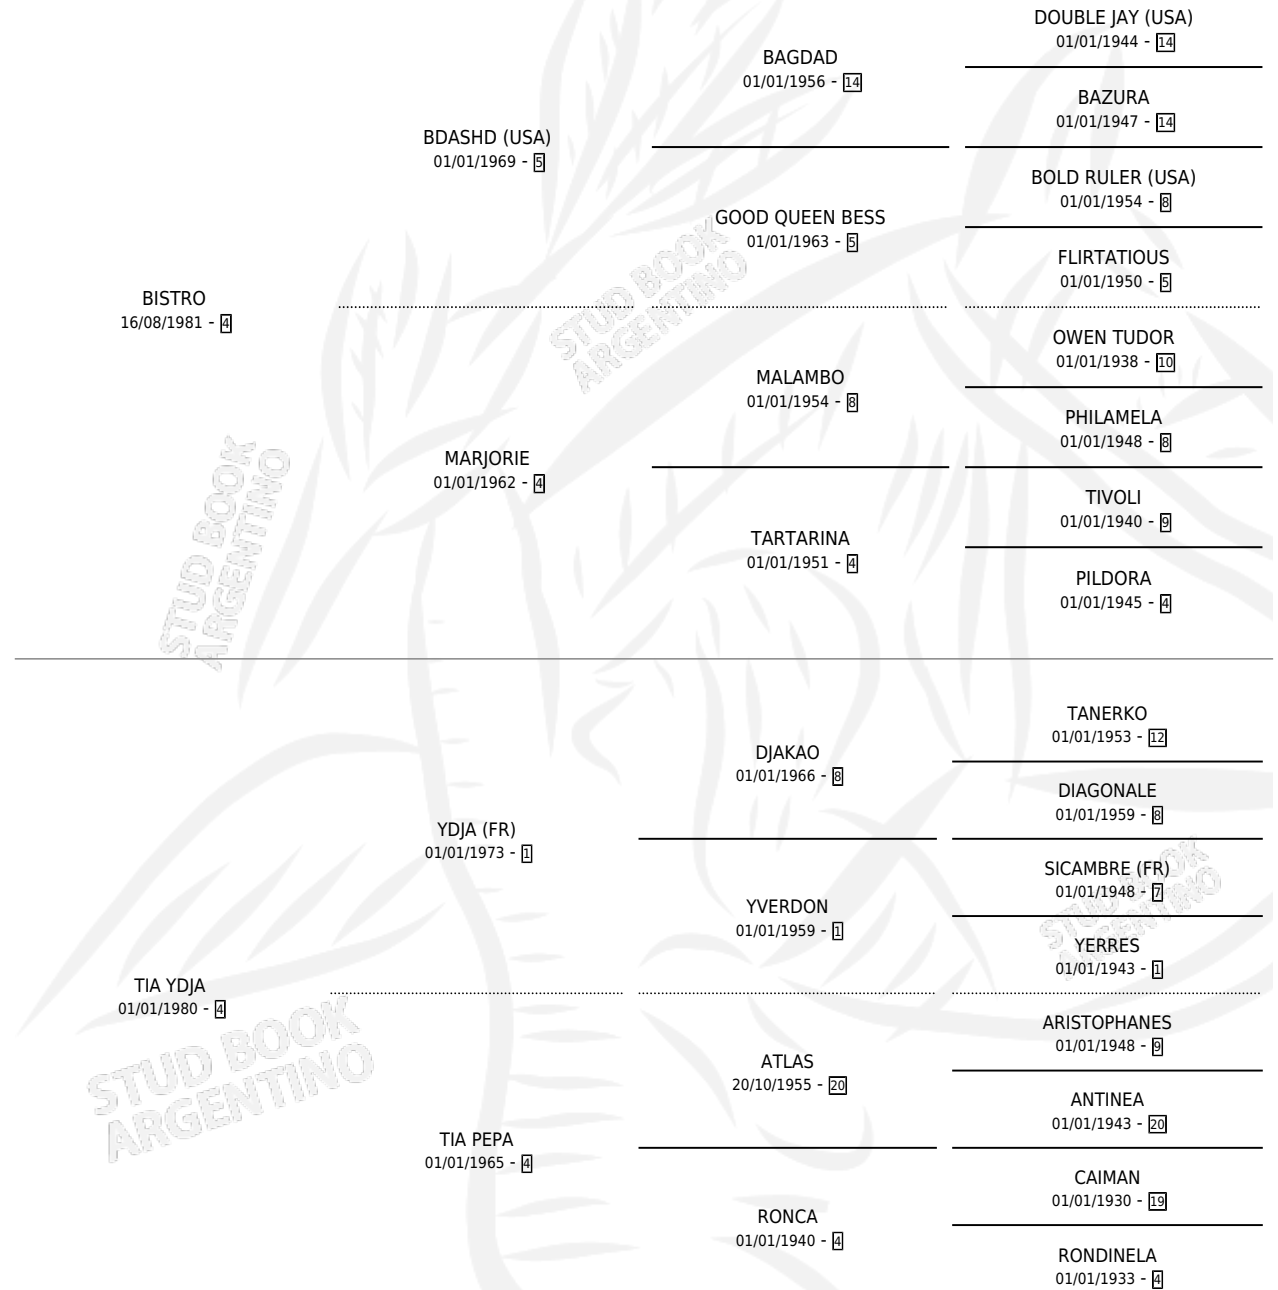 DOUBLE JAY (USA)
01/01/1944 - 14
BAGDAD
01/01/1956 - 14
BAZURA
01/01/1947 - 14
BDASHD (USA)
01/01/1969 - 5
BOLD RULER (USA)
01/01/1954 - 8
GOOD QUEEN BESS
01/01/1963 - 5
FLIRTATIOUS
01/01/1950 - 5
BISTRO
16/08/1981 - 4
OWEN TUDOR
01/01/1938 - 10
MALAMBO
01/01/1954 - 8
PHILAMELA
01/01/1948 - 8
MARJORIE
01/01/1962 - 4
TIVOLI
01/01/1940 - 9
TARTARINA
01/01/1951 - 4
PILDORA
01/01/1945 - 4
STUD BOOK
ARGENTINO
STUD BOOK
ARGENTINO
TANERKO
01/01/1953 - 12
DJAKAO
01/01/1966 - 8
DIAGONALE
01/01/1959 - 8
YDJA (FR)
01/01/1973 - 1
SICAMBRE (FR)
01/01/1948 - 7
YVERDON
01/01/1959 - 1
YERRES
01/01/1943 - 1
TIA YDJA
01/01/1980 - 4
ARISTOPHANES
01/01/1948 - 9
ATLAS
20/10/1955 - 20
ANTINEA
01/01/1943 - 20
TIA PEPA
01/01/1965 - 4
CAIMAN
01/01/1930 - 19
RONCA
01/01/1940 - 4
RONDINELA
01/01/1933 - 4
STUD BOOK
ARGENTINO
STUD BOOK
ARGENTINO